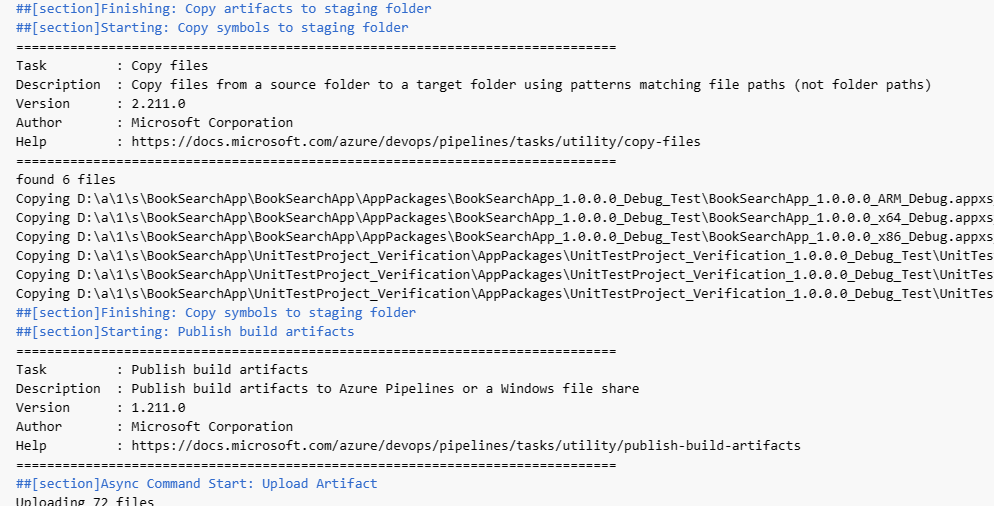 ##[section]Finishing: Copy artifacts to staging folder
##[section]Starting: Copy symbols to staging folder
==============================================================================
Task         : Copy files
Description  : Copy files from a source folder to a target folder using patterns matching file paths (not folder paths)
Version      : 2.211.0
Author       : Microsoft Corporation
Help         : https://docs.microsoft.com/azure/devops/pipelines/tasks/utility/copy-files
==============================================================================
found 6 files
Copying D:\a\1\s\BookSearchApp\BookSearchApp\AppPackages\BookSearchApp_1.0.0.0_Debug_Test\BookSearchApp_1.0.0.0_ARM_Debug.appxs
Copying D:\a\1\s\BookSearchApp\BookSearchApp\AppPackages\BookSearchApp_1.0.0.0_Debug_Test\BookSearchApp_1.0.0.0_x64_Debug.appxs
Copying D:\a\1\s\BookSearchApp\BookSearchApp\AppPackages\BookSearchApp_1.0.0.0_Debug_Test\BookSearchApp_1.0.0.0_x86_Debug.appxs
Copying D:\a\1\s\BookSearchApp\UnitTestProject_Verification\AppPackages\UnitTestProject_Verification_1.0.0.0_Debug_Test\UnitTes
Copying D:\a\1\s\BookSearchApp\UnitTestProject_Verification\AppPackages\UnitTestProject_Verification_1.0.0.0_Debug_Test\UnitTes
Copying D:\a\1\s\BookSearchApp\UnitTestProject_Verification\AppPackages\UnitTestProject_Verification_1.0.0.0_Debug_Test\UnitTes
##[section]Finishing: Copy symbols to staging folder
##[section]Starting: Publish build artifacts
==============================================================================
Task         : Publish build artifacts
Description  : Publish build artifacts to Azure Pipelines or a Windows file share
Version      : 1.211.0
Author       : Microsoft Corporation
Help         : https://docs.microsoft.com/azure/devops/pipelines/tasks/utility/publish-build-artifacts
==============================================================================
##[section]Async Command Start: Upload Artifact
Uploading 72 files